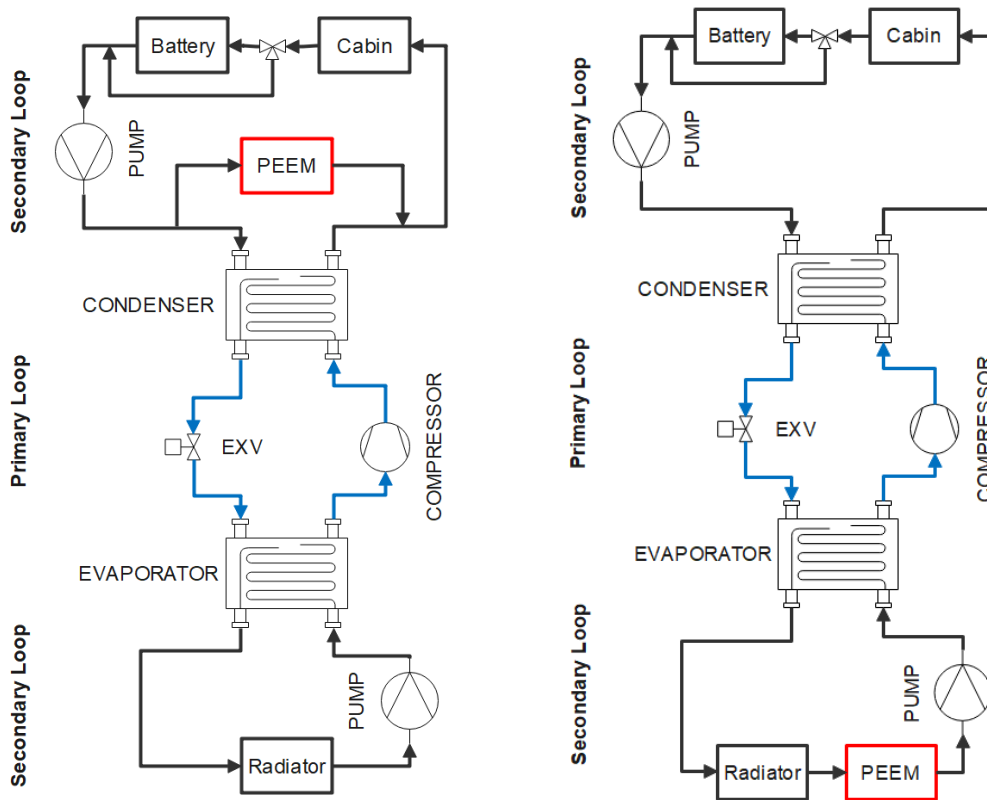 Secondary Loop
Battery
Cabin
PUMP
PEEM
CONDENSER
Primary Loop
EXV
COMPRESSOR
EVAPORATOR
Secondary Loop
PUMP
Radiator
Secondary Loop
Battery
Cabin
PUMP
CONDENSER
Primary Loop
EXV
COMPRESSOR
EVAPORATOR
Secondary Loop
PUMP
Radiator
PEEM